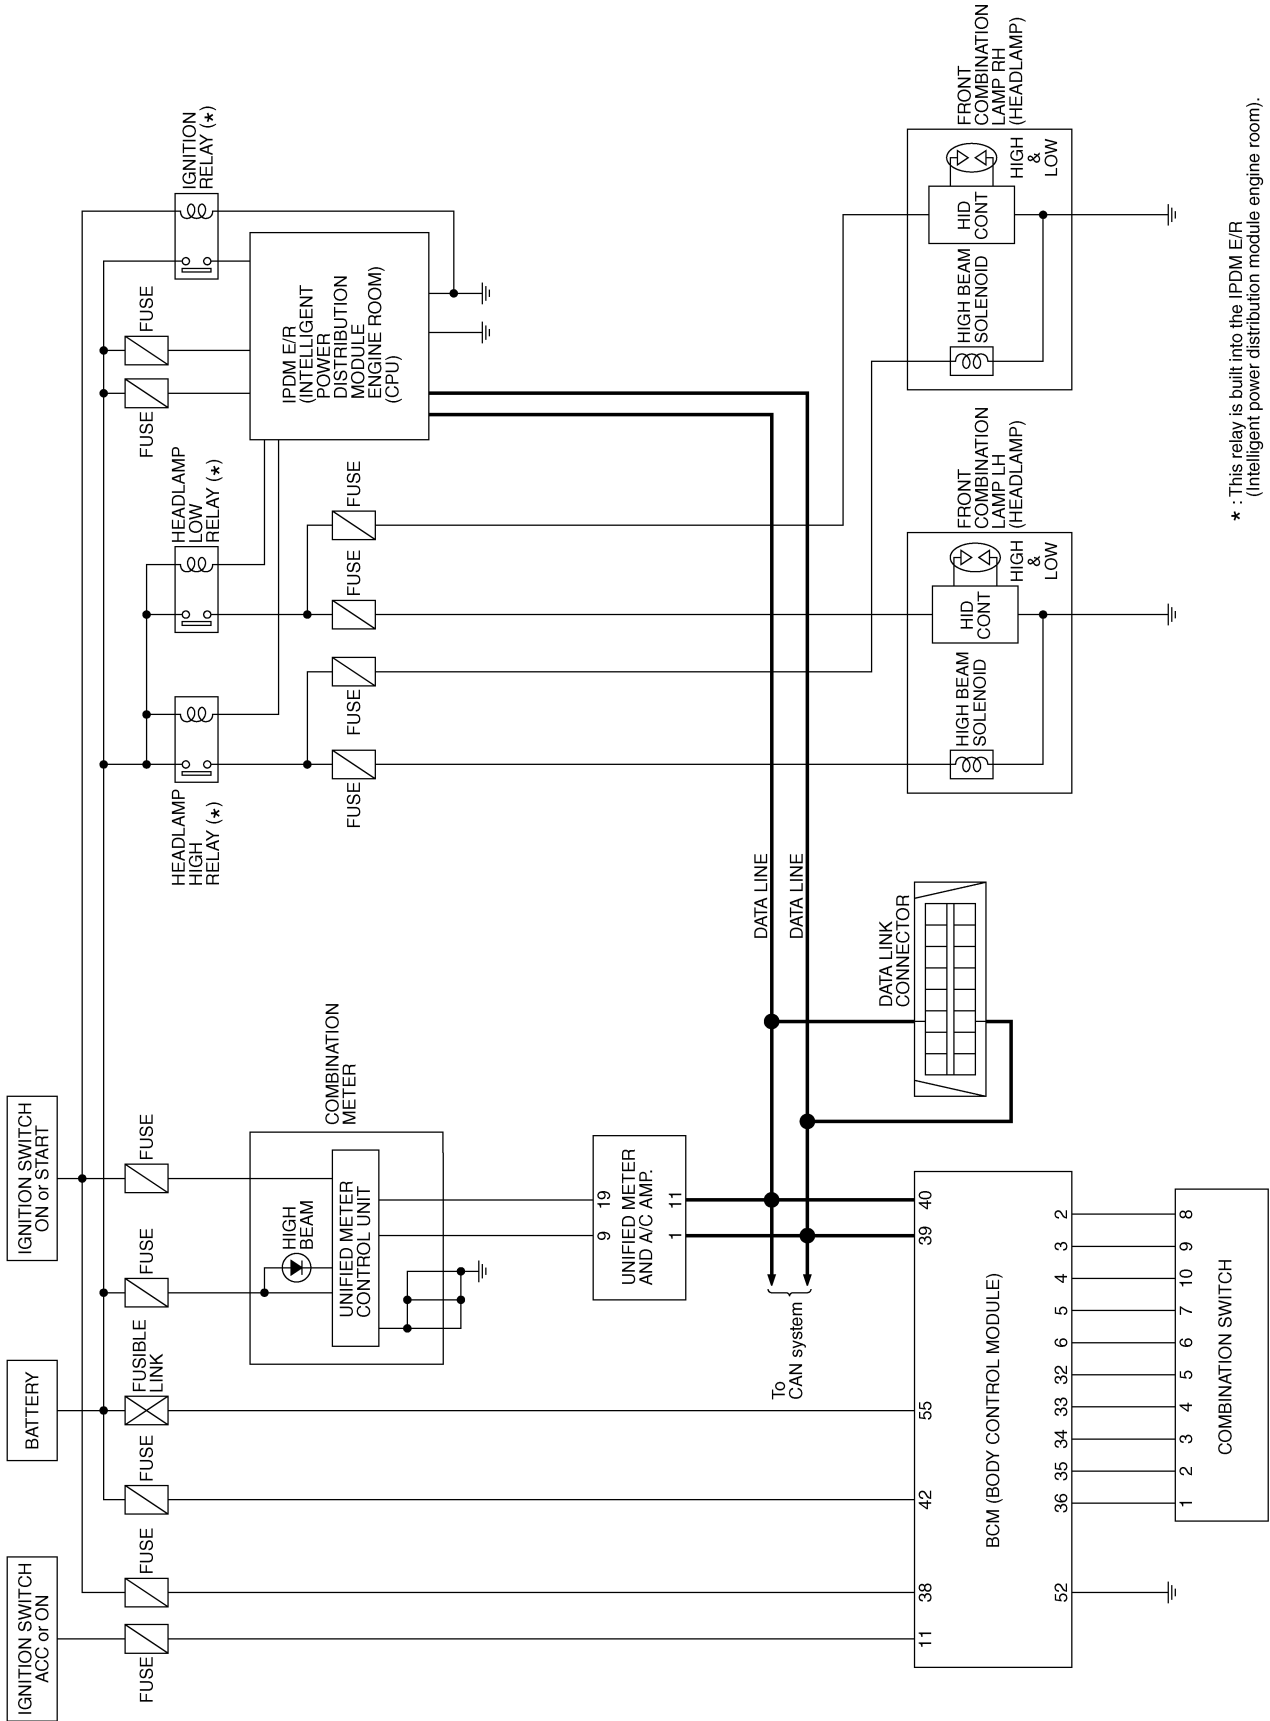 IGNITION SWITCH
ACC or ON
BATTERY
IGNITION SWITCH
ON or START
FUSE
FUSE
FUSE
FUSIBLE
LINK
FUSE
FUSE
HEADLAMP
HIGH
RELAY (*)
HEADLAMP
LOW
RELAY (*)
FUSE
FUSE
IGNITION
RELAY (*)
COMBINATION
METER
HIGH
BEAM
UNIFIED METER
CONTROL UNIT
FUSE
FUSE
FUSE
FUSE
IPDM E/R
(INTELLIGENT
POWER
DISTRIBUTION
MODULE
ENGINE ROOM)
(CPU)
9 19
UNIFIED METER
AND A/C AMP.
1 11
To
CAN system
DATA LINE
DATA LINE
DATA LINK
CONNECTOR
11 38 42 55 39 40
BCM (BODY CONTROL MODULE)
52 36 35 34 33 32 6 5 4 3 2
1 2 3 4 5 6 7 10 9 8
COMBINATION SWITCH
HIGH BEAM
SOLENOID
HID
CONT
HIGH
&
LOW
FRONT
COMBINATION
LAMP LH
(HEADLAMP)
HIGH BEAM
SOLENOID
HID
CONT
HIGH
&
LOW
FRONT
COMBINATION
LAMP RH
(HEADLAMP)
* : This relay is built into the IPDM E/R
(Intelligent power distribution module engine room).